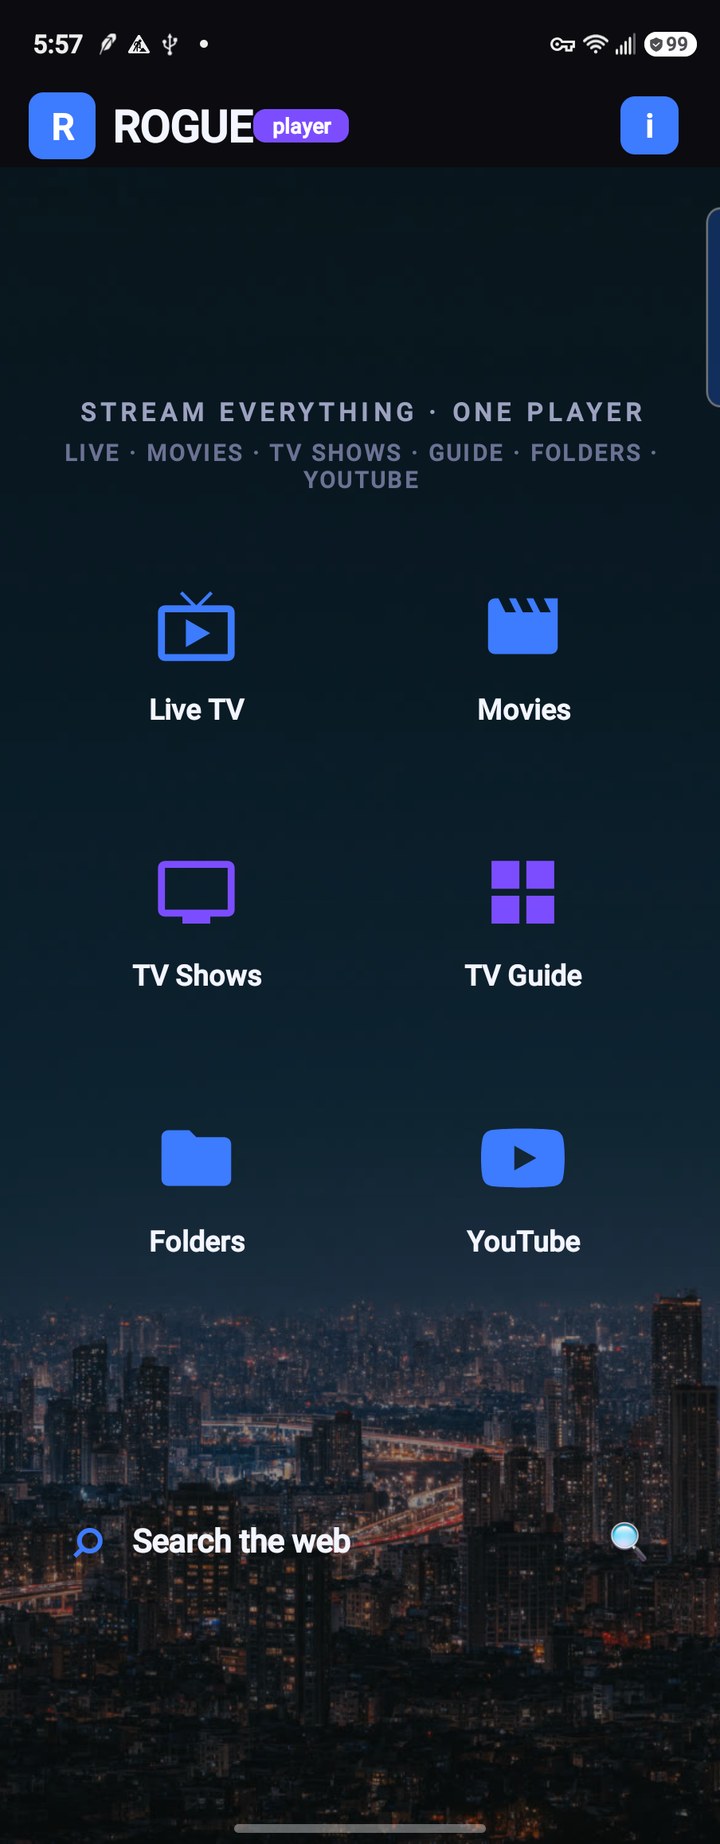 5:57
99
R ROGUE player i
STREAM EVERYTHING · ONE PLAYER
LIVE · MOVIES · TV SHOWS · GUIDE · FOLDERS ·
YOUTUBE
Live TV
Movies
TV Shows
TV Guide
Folders
YouTube
Search the web